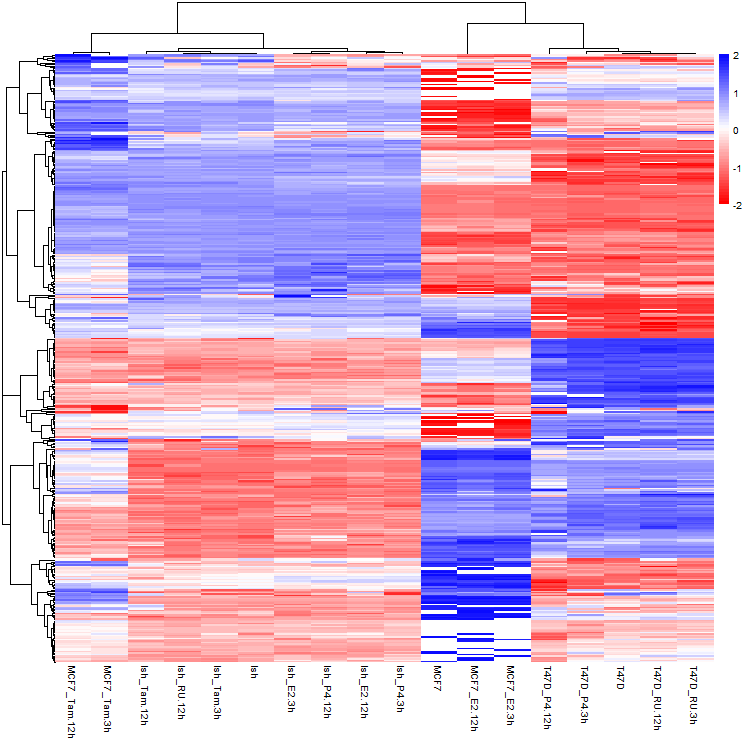 2
1
0
-1
-2
MCF7_Tam.12h
MCF7_Tam.3h
Ish_Tam.12h
Ish_RU.12h
Ish_Tam.3h
Ish
Ish_E2.3h
Ish_P4.12h
Ish_E2.12h
Ish_P4.3h
MCF7
MCF7_E2.12h
MCF7_E2.3h
T47D_P4.12h
T47D_P4.3h
T47D
T47D_RU.12h
T47D_RU.3h